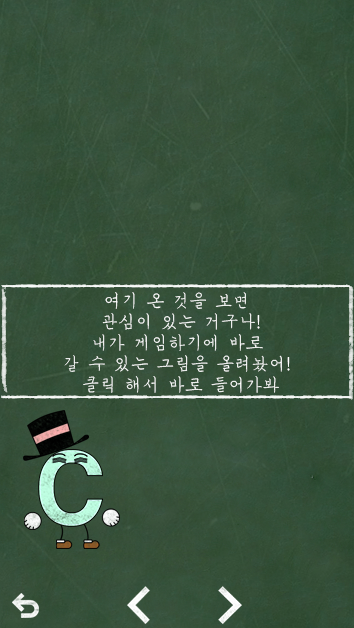 여기 온 것을 보면
관심이 있는 거구나!
내가 게임하기에 바로
갈 수 있는 그림을 올려놨어!
클릭 해서 바로 들어가봐
C